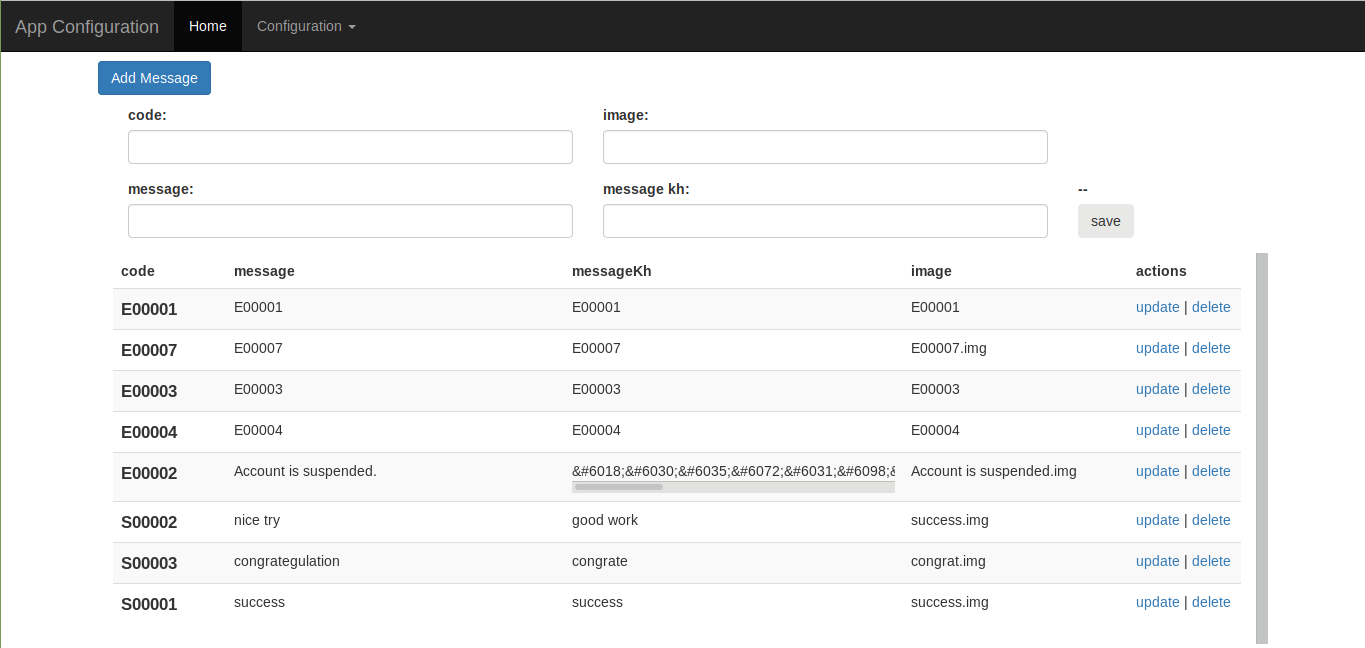 App Configuration Home Configuration
Add Message
code: image:
message: message kh: --
save
code message messageKh image actions
E00001 E00001 E00001 E00001 update | delete
E00007 E00007 E00007 E00007.img update | delete
E00003 E00003 E00003 E00003 update | delete
E00004 E00004 E00004 E00004 update | delete
E00002 Account is suspended. &#6018;&#6030;&#6035;&#6072;&#6031;&#6098;& Account is suspended.img update | delete
S00002 nice try good work success.img update | delete
S00003 congrategulation congrate congrat.img update | delete
S00001 success success success.img update | delete